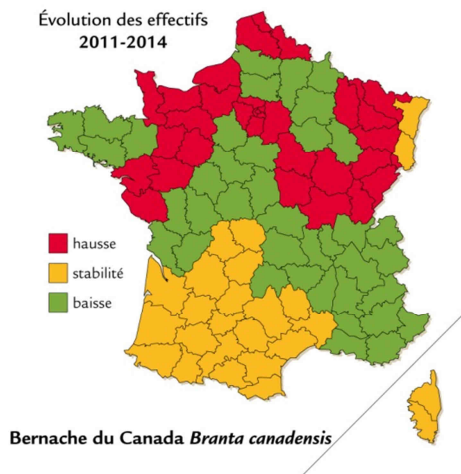 Évolution des effectifs
2011-2014
hausse
stabilité
baisse
Bernache du Canada Branta canadensis